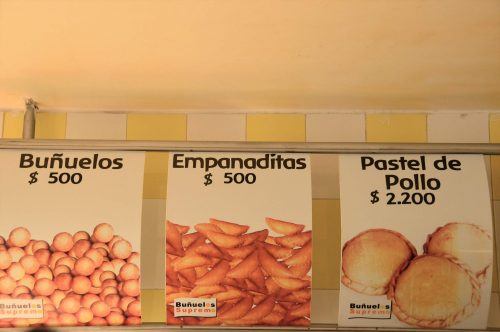 Buñuelos
$ 500
Buñuelos
Supremo
Empanaditas
$ 500
Buñuelos
Supremo
Pastel de
Pollo
$ 2.200
Buñuelos
Supremo